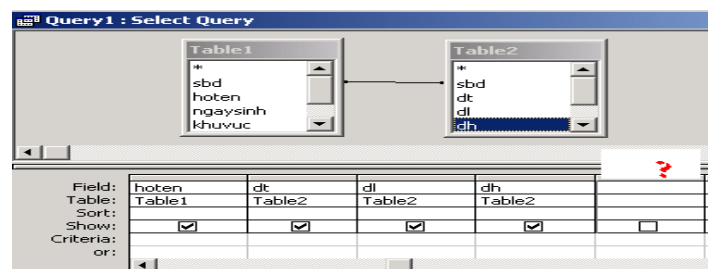 Query1 : Select Query
Table1
*
sbd
hoten
ngaysinh
khuvuc
Table2
*
sbd
dt
dl
dh
?
Field: hoten dt dl dh
Table: Table1 Table2 Table2 Table2
Sort:
Show:
Criteria:
or: